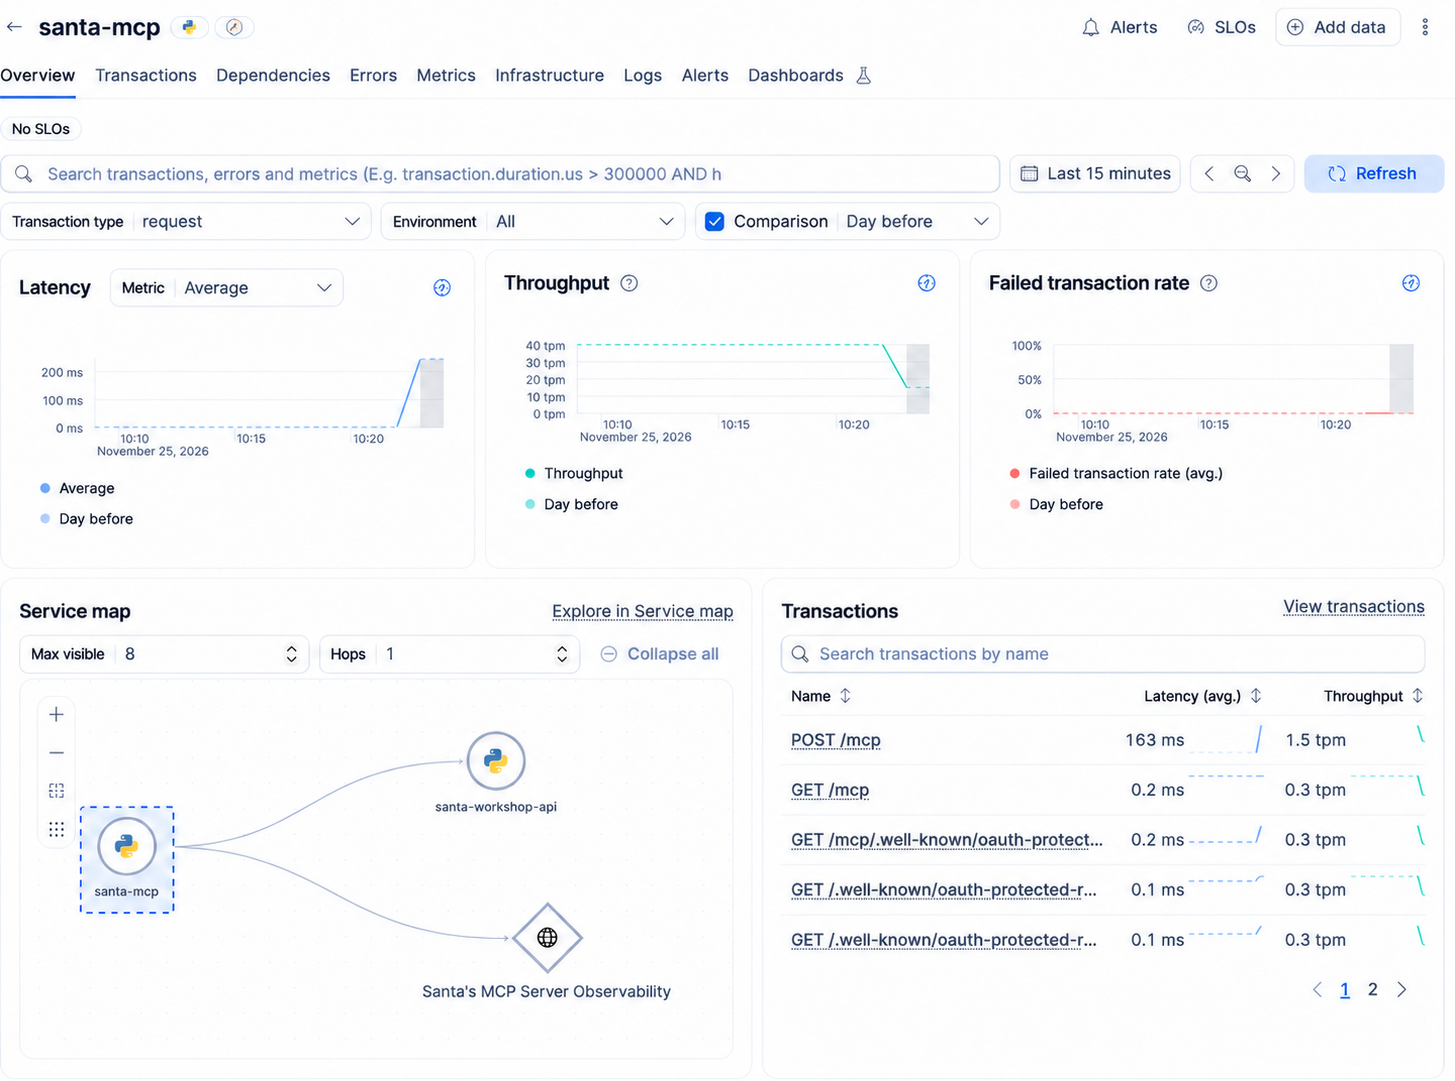 santa-mcp
Alerts
SLOs
Add data
Overview
Transactions
Dependencies
Errors
Metrics
Infrastructure
Logs
Alerts
Dashboards
No SLOs
Search transactions, errors and metrics (E.g. transaction.duration.us > 300000 AND h
Last 15 minutes
Refresh
Transaction type request
Environment All
Comparison Day before
Latency
Metric Average
200 ms
100 ms
0 ms
10:10
10:15
10:20
November 25, 2026
Average
Day before
Throughput
40 tpm
30 tpm
20 tpm
10 tpm
0 tpm
10:10
10:15
10:20
November 25, 2026
Throughput
Day before
Failed transaction rate
100%
50%
0%
10:10
10:15
10:20
November 25, 2026
Failed transaction rate (avg.)
Day before
Service map
Explore in Service map
Max visible 8
Hops 1
Collapse all
santa-workshop-api
santa-mcp
Santa's MCP Server Observability
Transactions
View transactions
Search transactions by name
Name Latency (avg.) Throughput
POST /mcp 163 ms 1.5 tpm
GET /mcp 0.2 ms 0.3 tpm
GET /mcp/.well-known/oauth-protect... 0.2 ms 0.3 tpm
GET /.well-known/oauth-protected-r... 0.1 ms 0.3 tpm
GET /.well-known/oauth-protected-r... 0.1 ms 0.3 tpm
1 2